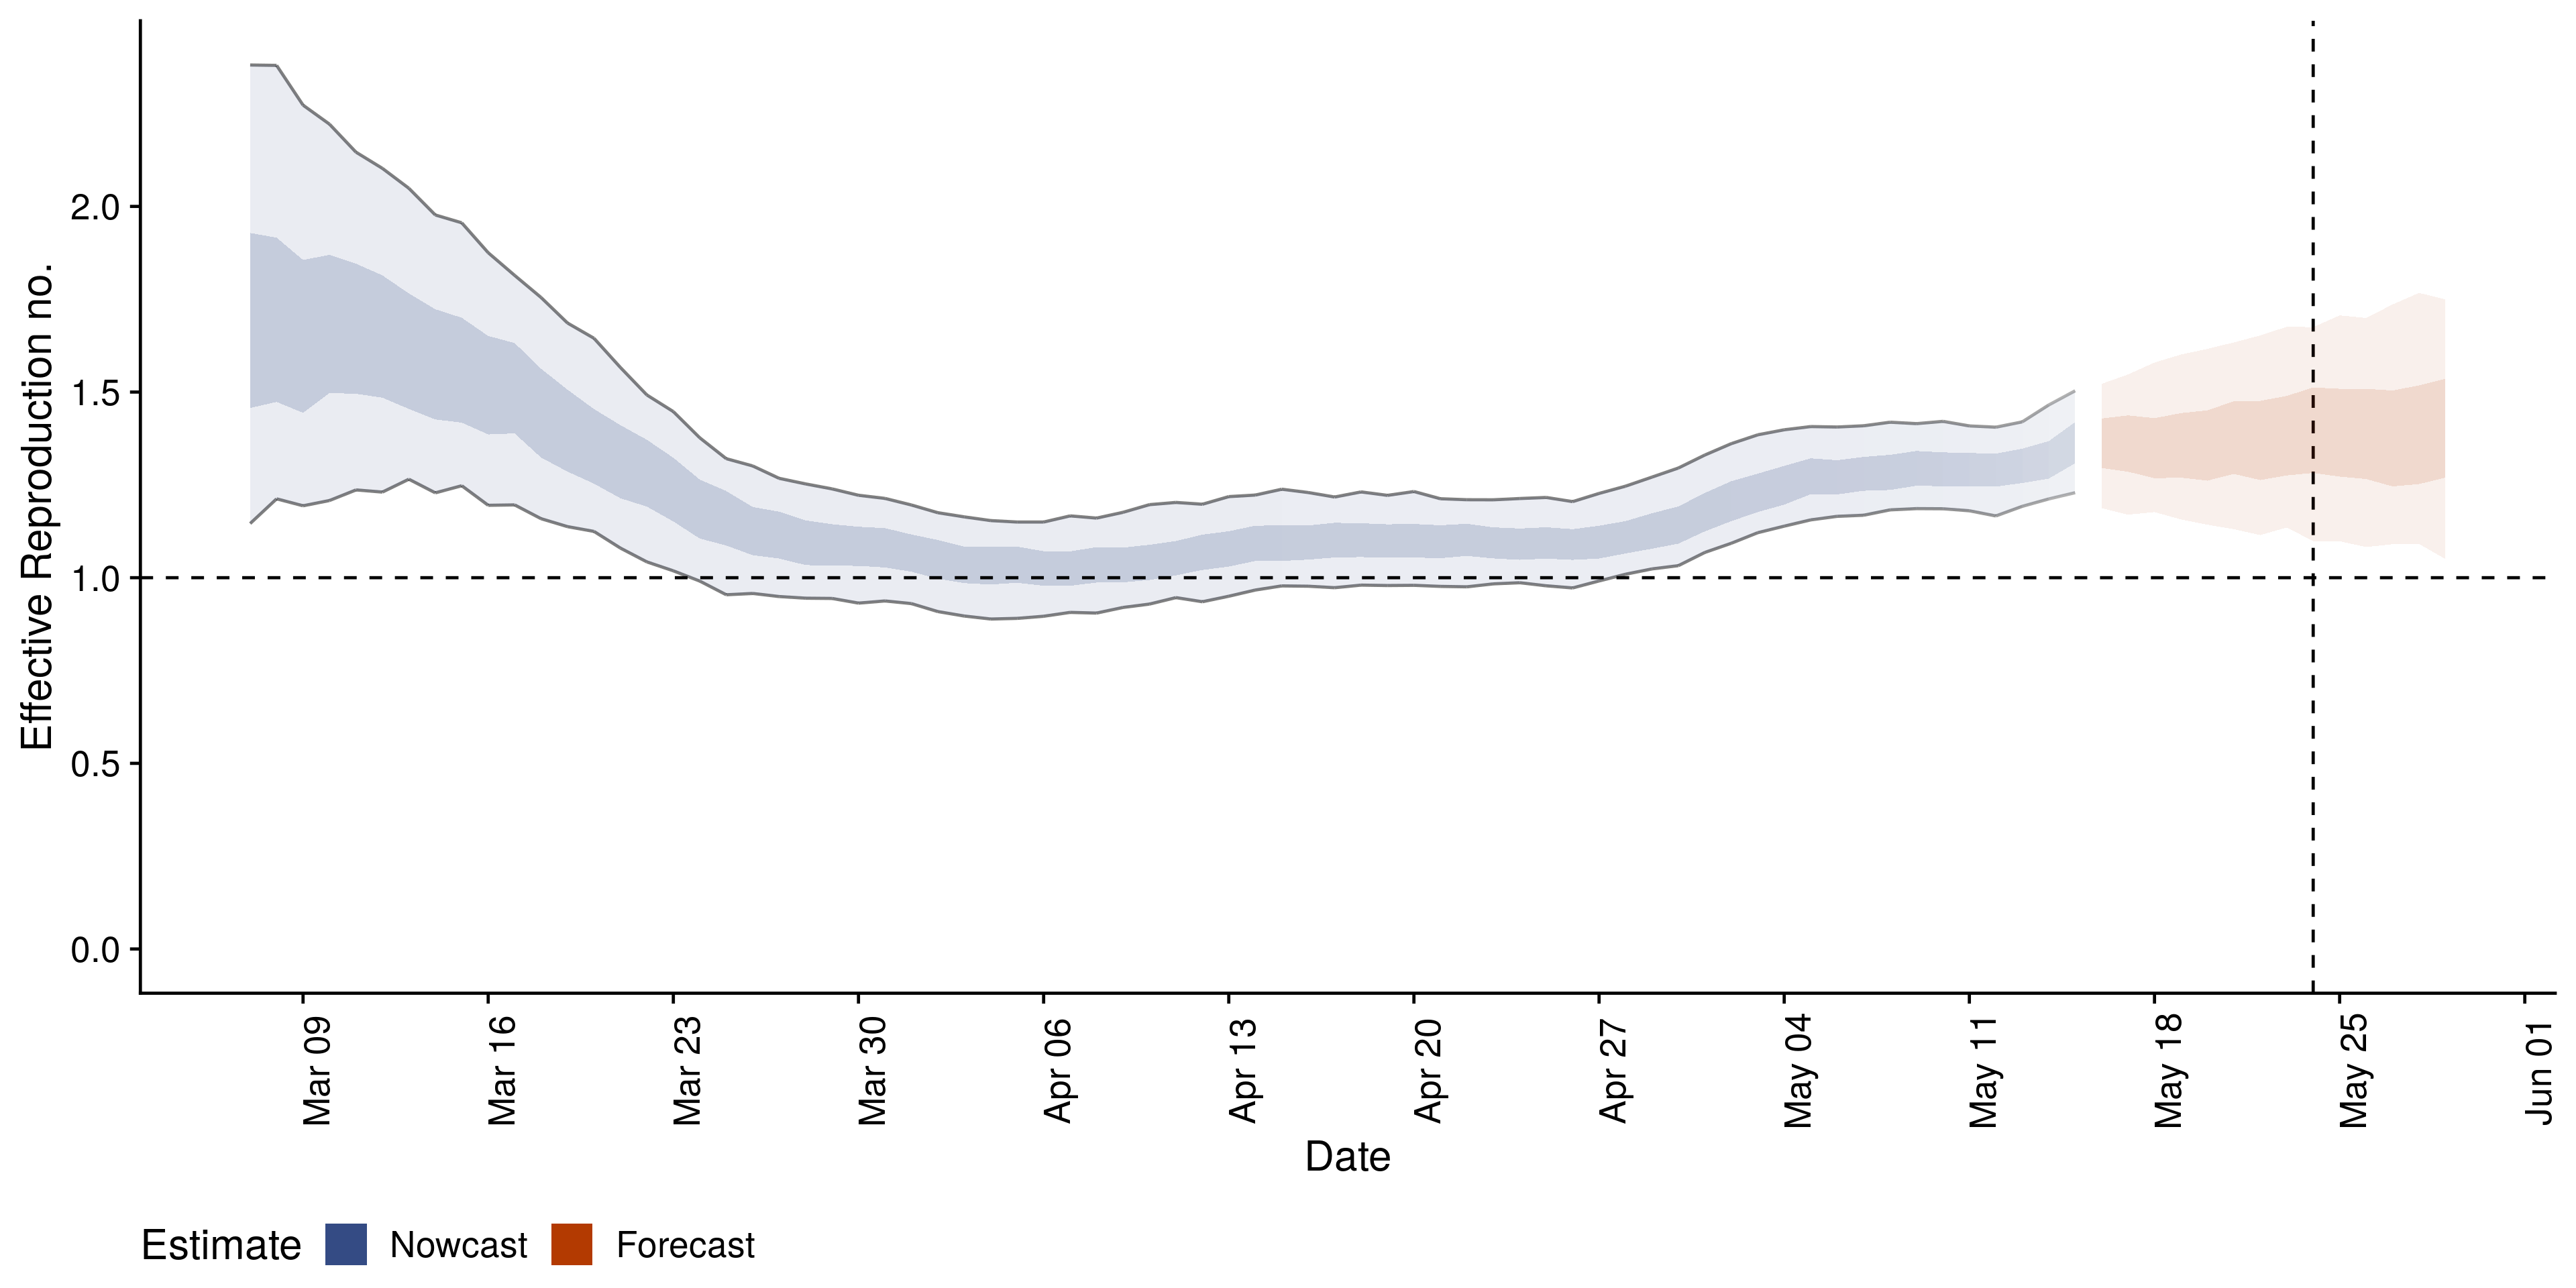 Effective Reproduction no.
2.0
1.5
1.0
0.5
0.0
Mar 09
Mar 16
Mar 23
Mar 30
Apr 06
Apr 13
Apr 20
Apr 27
May 04
May 11
May 18
May 25
Jun 01
Date
Estimate Nowcast Forecast